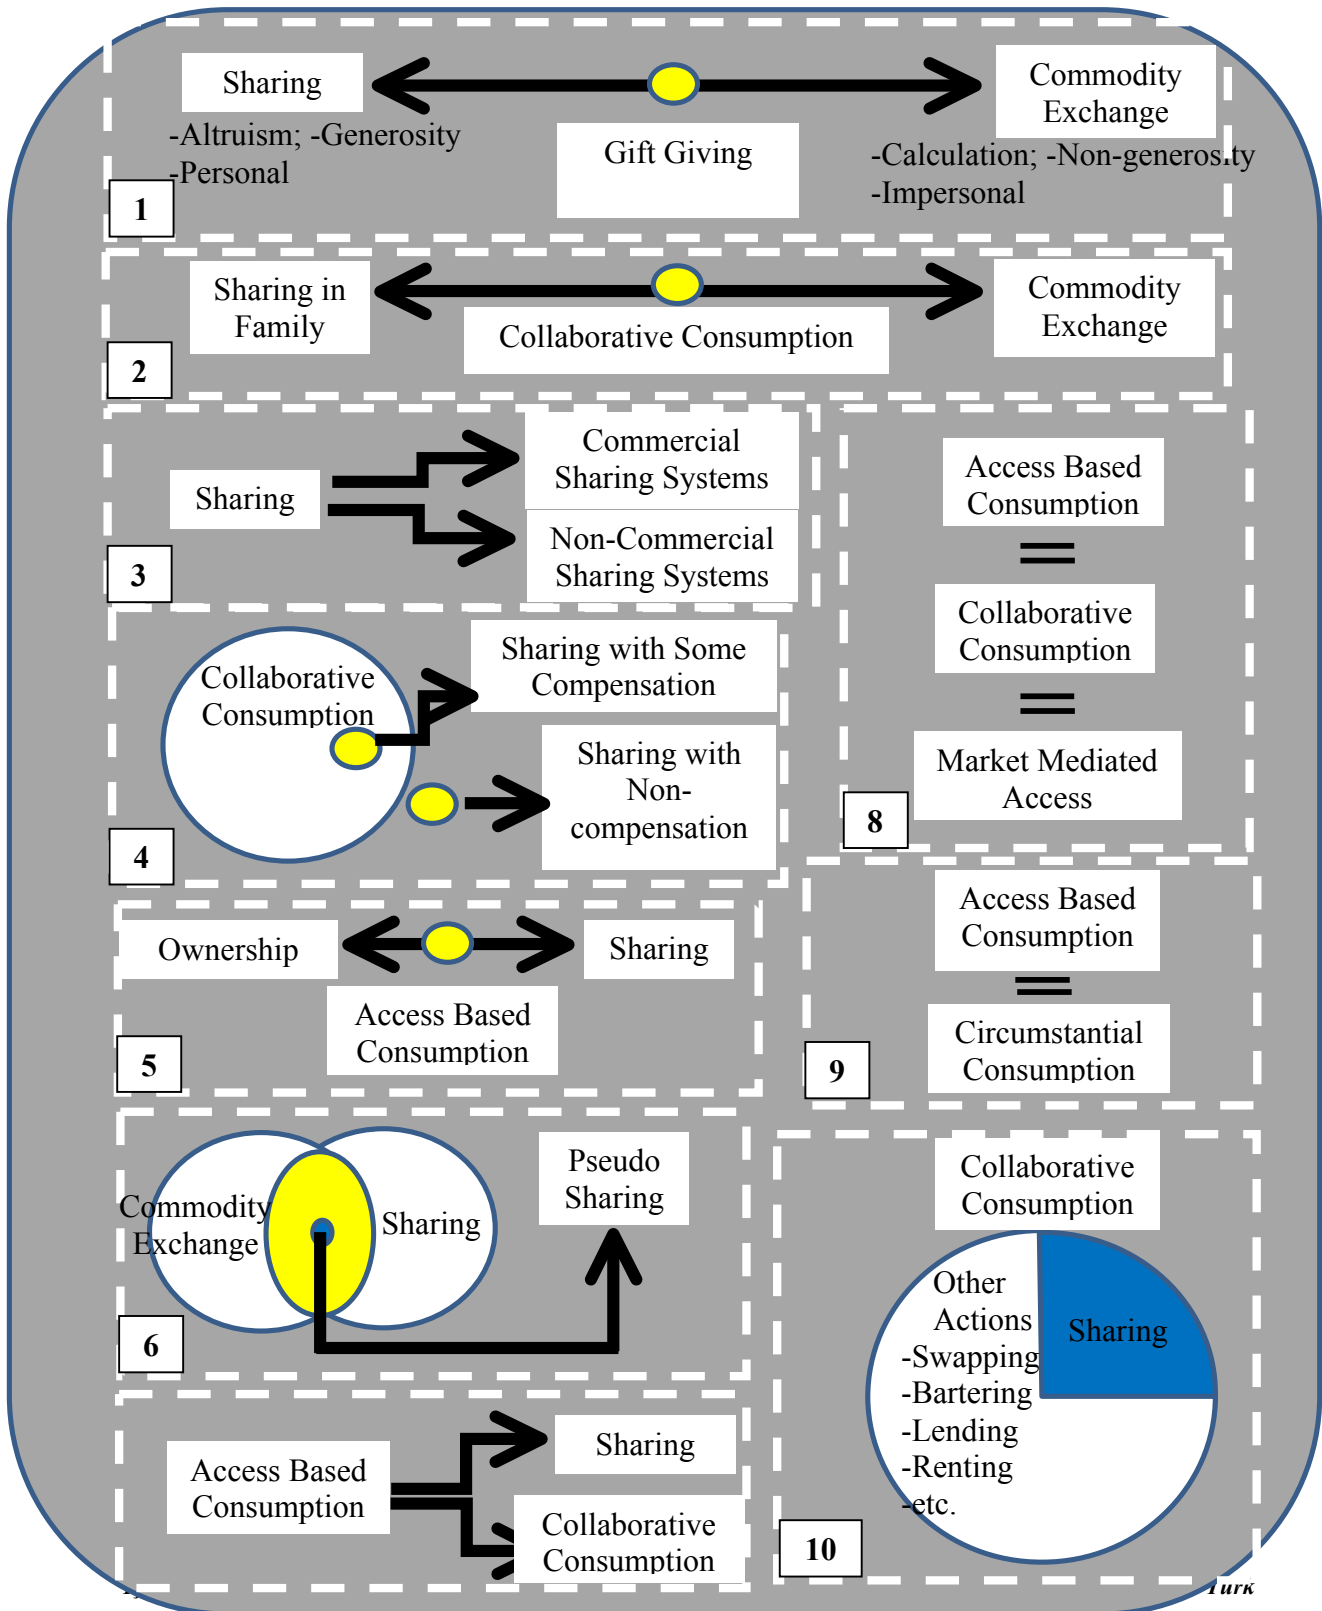 Sharing
-Altruism; -Generosity
-Personal
Gift Giving
Commodity
Exchange
-Calculation; -Non-generosity
-Impersonal
1
Sharing in
Family
Collaborative Consumption
Commodity
Exchange
2
Sharing
Commercial
Sharing Systems
Non-Commercial
Sharing Systems
3
Collaborative
Consumption
Sharing with Some
Compensation
Sharing with
Non-
compensation
4
Ownership
Sharing
Access Based
Consumption
5
Commodity
Exchange
Sharing
Pseudo
Sharing
6
Access Based
Consumption
Sharing
Collaborative
Consumption
Access Based
Consumption
=
Collaborative
Consumption
=
Market Mediated
Access
8
Access Based
Consumption
=
Circumstantial
Consumption
9
Collaborative
Consumption
Other
Actions
-Swapping
-Bartering
-Lending
-Renting
-etc.
Sharing
10
Turk